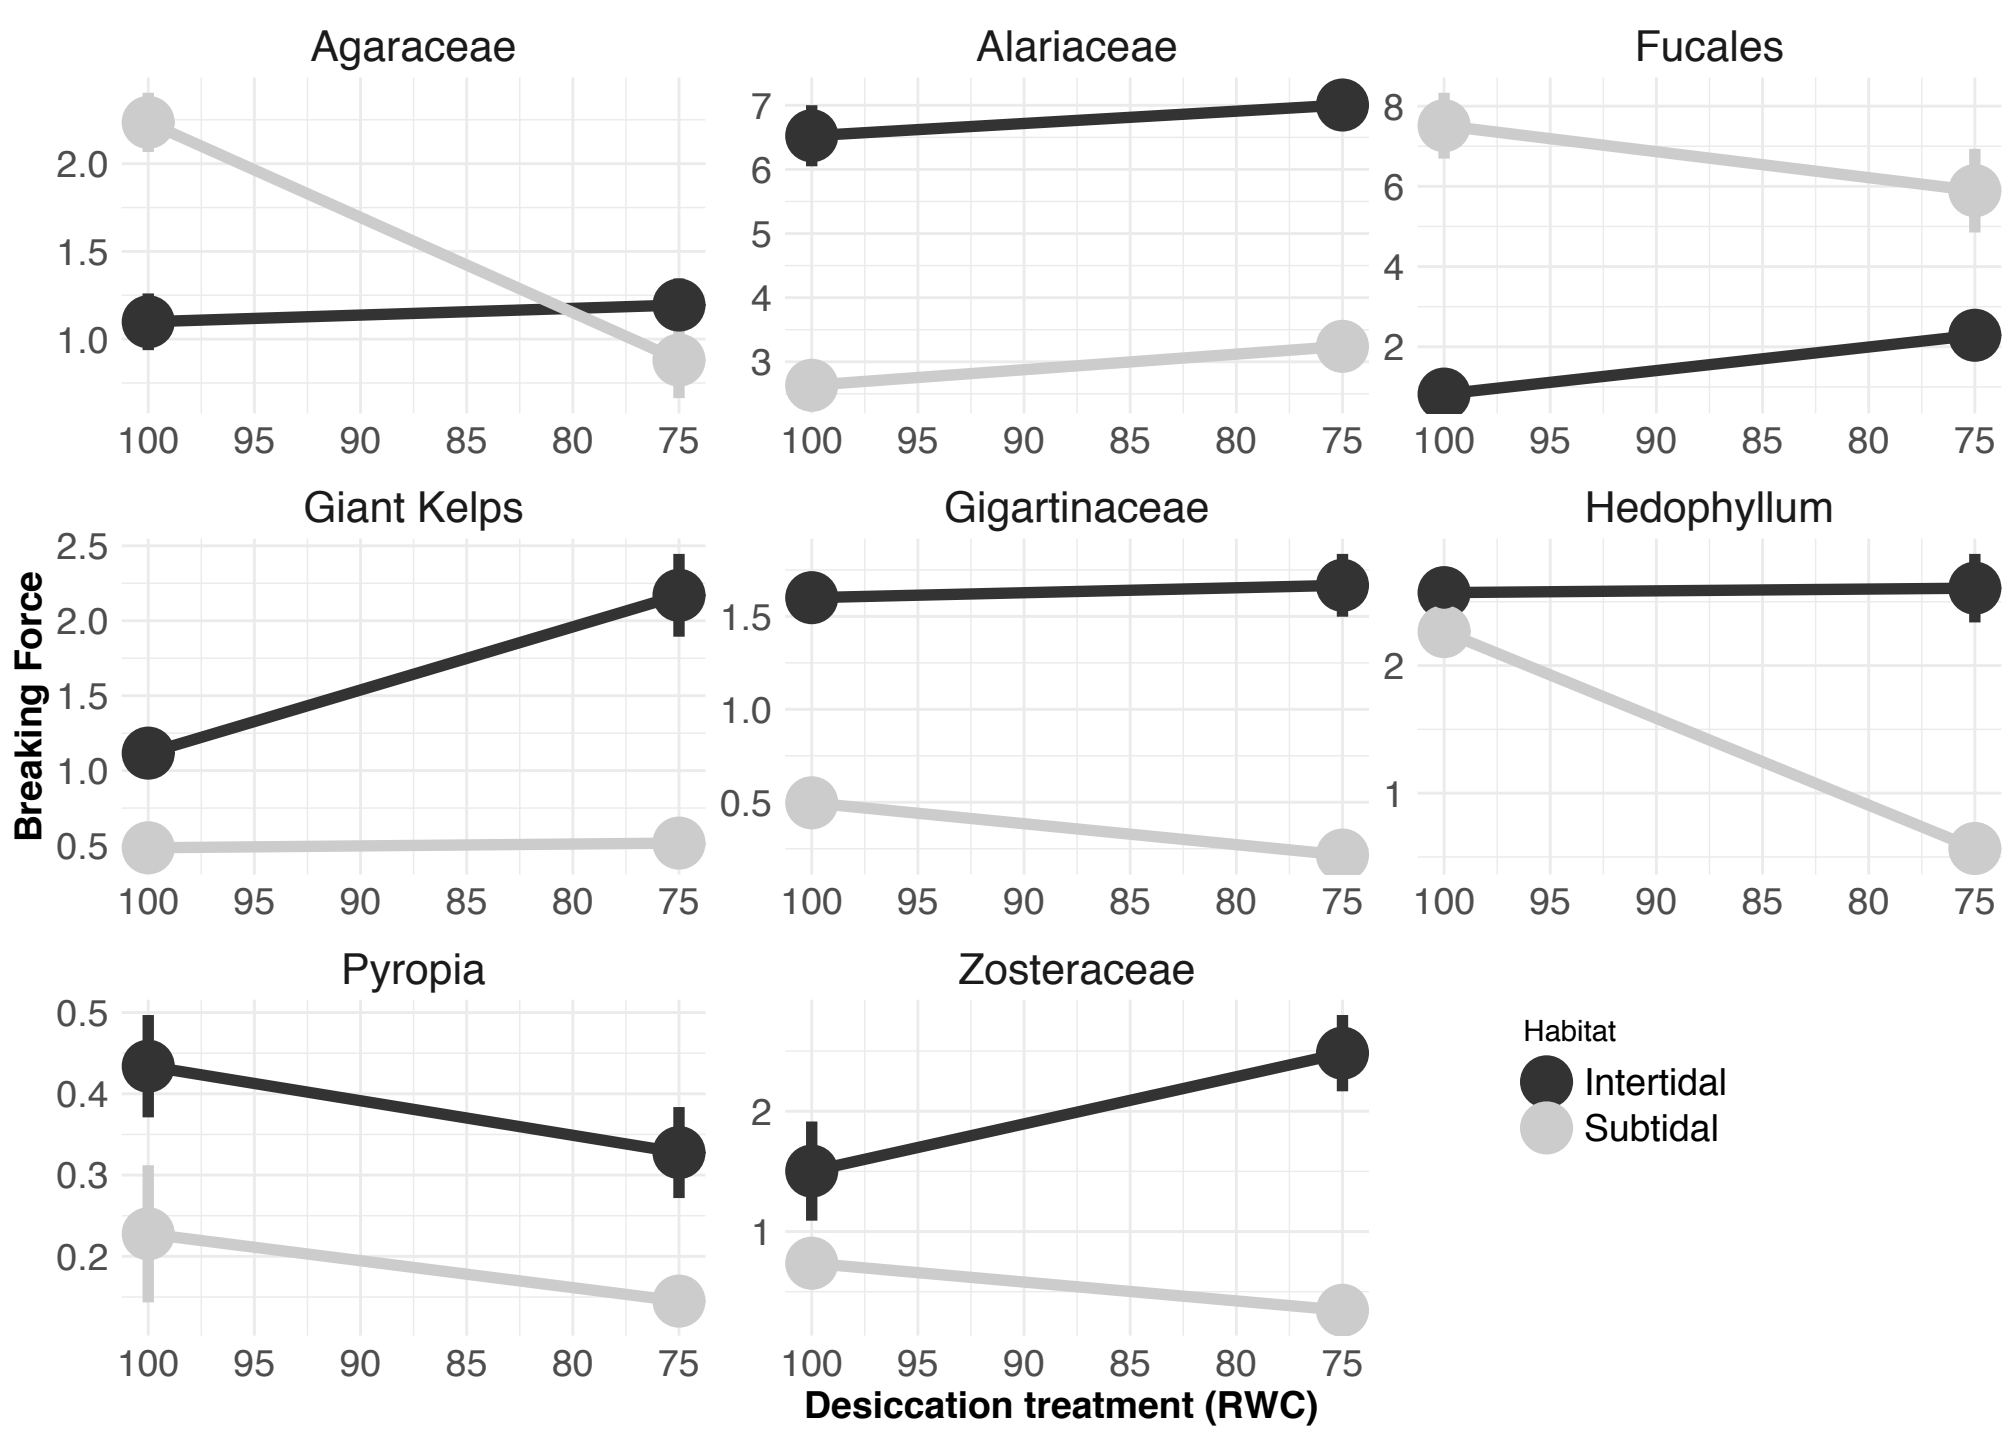 Agaraceae
Alariaceae
Fucales
2.0
1.5
1.0
7
6
5
4
3
8
6
4
2
100 95 90 85 80 75
100 95 90 85 80 75
100 95 90 85 80 75
Giant Kelps
Gigartinaceae
Hedophyllum
Breaking Force
2.5
2.0
1.5
1.0
0.5
1.5
1.0
0.5
2
1
100 95 90 85 80 75
100 95 90 85 80 75
100 95 90 85 80 75
Pyropia
Zosteraceae
0.5
0.4
0.3
0.2
2
1
Habitat
Intertidal
Subtidal
100 95 90 85 80 75
100 95 90 85 80 75
Desiccation treatment (RWC)